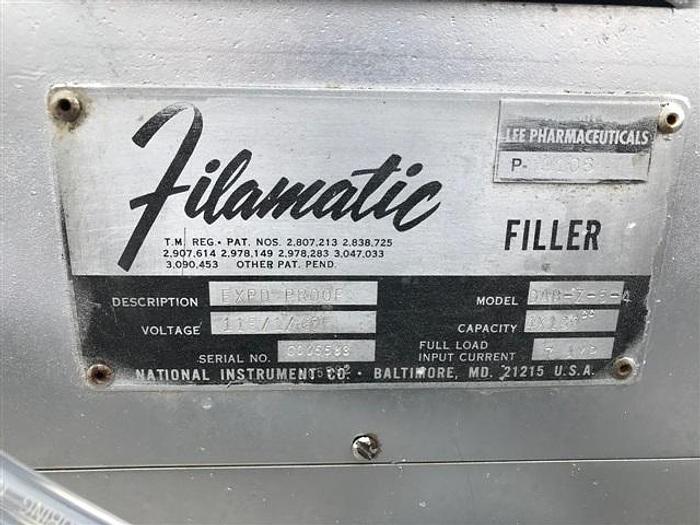 Filamatic
LEE PHARMACEUTICALS
P-
T.M. REG. • PAT. NOS. 2,807,213 2,838,725
2,907,614 2,978,149 2,978,283 3,047,033
3,090,453 OTHER PAT. PEND.
FILLER
DESCRIPTION EXPD PROOF
MODEL
VOLTAGE
CAPACITY
SERIAL NO.
FULL LOAD
INPUT CURRENT
NATIONAL INSTRUMENT CO. • BALTIMORE, MD. 21215 U.S.A.